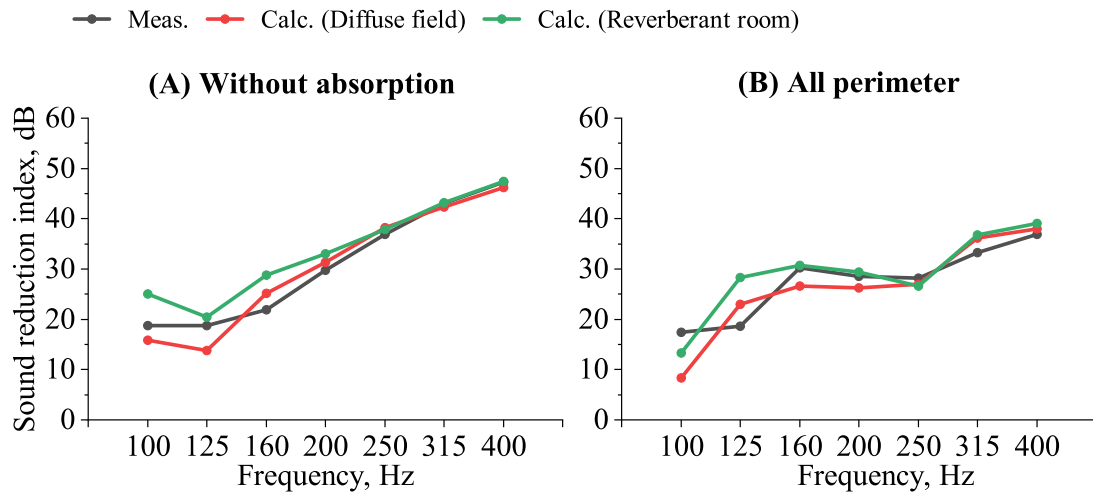 Meas. Calc. (Diffuse field) Calc. (Reverberant room)
(A) Without absorption
Sound reduction index, dB
60
50
40
30
20
10
0
100 125 160 200 250 315 400
Frequency, Hz
(B) All perimeter
60
50
40
30
20
10
0
100 125 160 200 250 315 400
Frequency, Hz